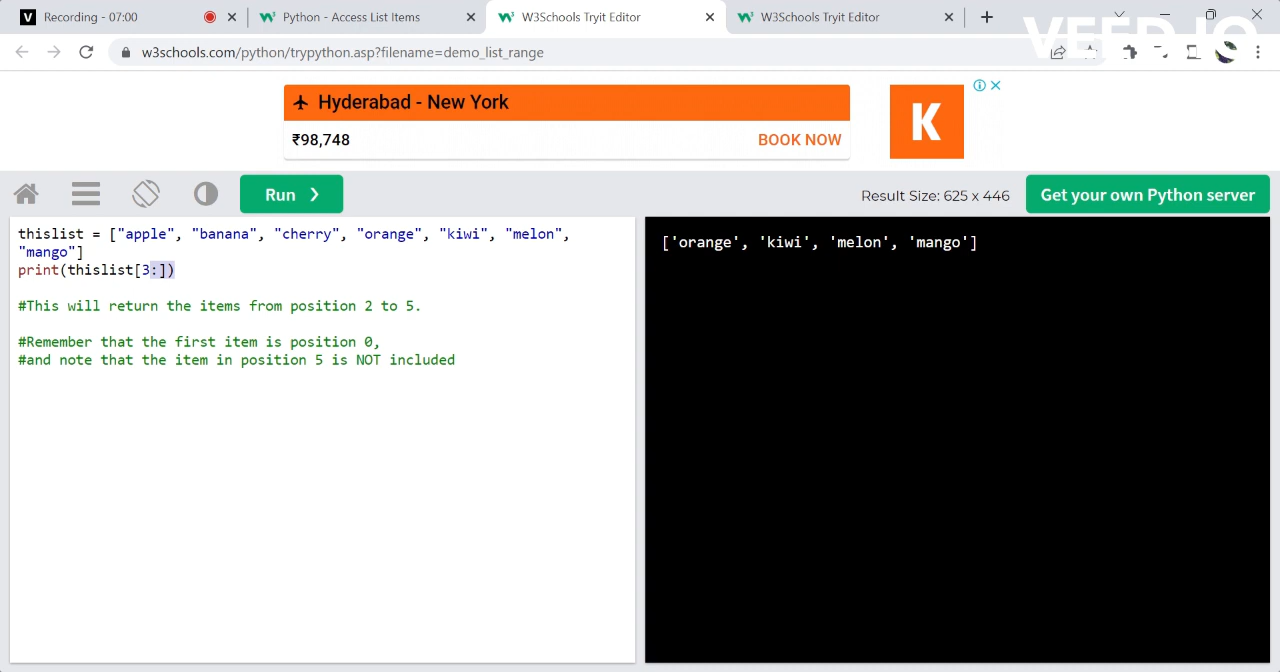 Recording - 07:00
Python - Access List Items
W3Schools Tryit Editor
W3Schools Tryit Editor
VEED.IO
w3schools.com/python/trypython.asp?filename=demo_list_range
Hyderabad - New York
₹98,748
BOOK NOW
K
Run ❯
Result Size: 625 x 446
Get your own Python server
thislist = ["apple", "banana", "cherry", "orange", "kiwi", "melon",
"mango"]
print(thislist[3:])
#This will return the items from position 2 to 5.
#Remember that the first item is position 0,
#and note that the item in position 5 is NOT included
['orange', 'kiwi', 'melon', 'mango']